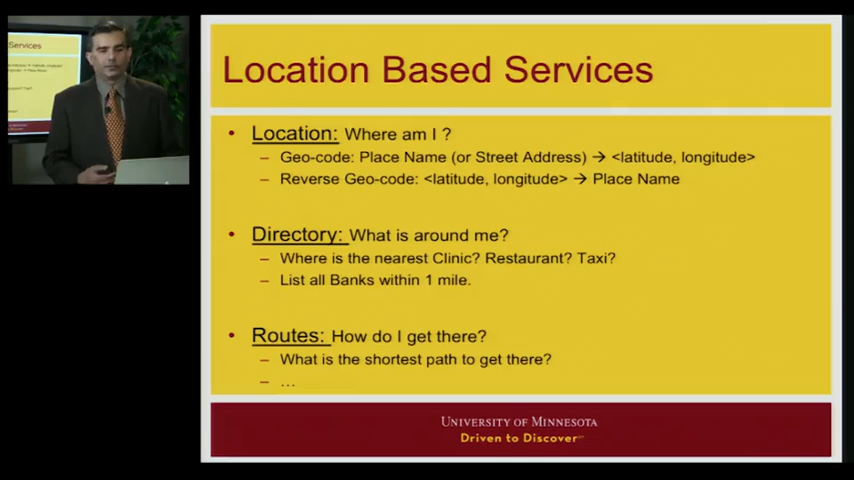 Location Based Services
• Location: Where am I ?
– Geo-code: Place Name (or Street Address) → <latitude, longitude>
– Reverse Geo-code: <latitude, longitude> → Place Name
• Directory: What is around me?
– Where is the nearest Clinic? Restaurant? Taxi?
– List all Banks within 1 mile.
• Routes: How do I get there?
– What is the shortest path to get there?
– ...
UNIVERSITY OF MINNESOTA
Driven to Discover
Services